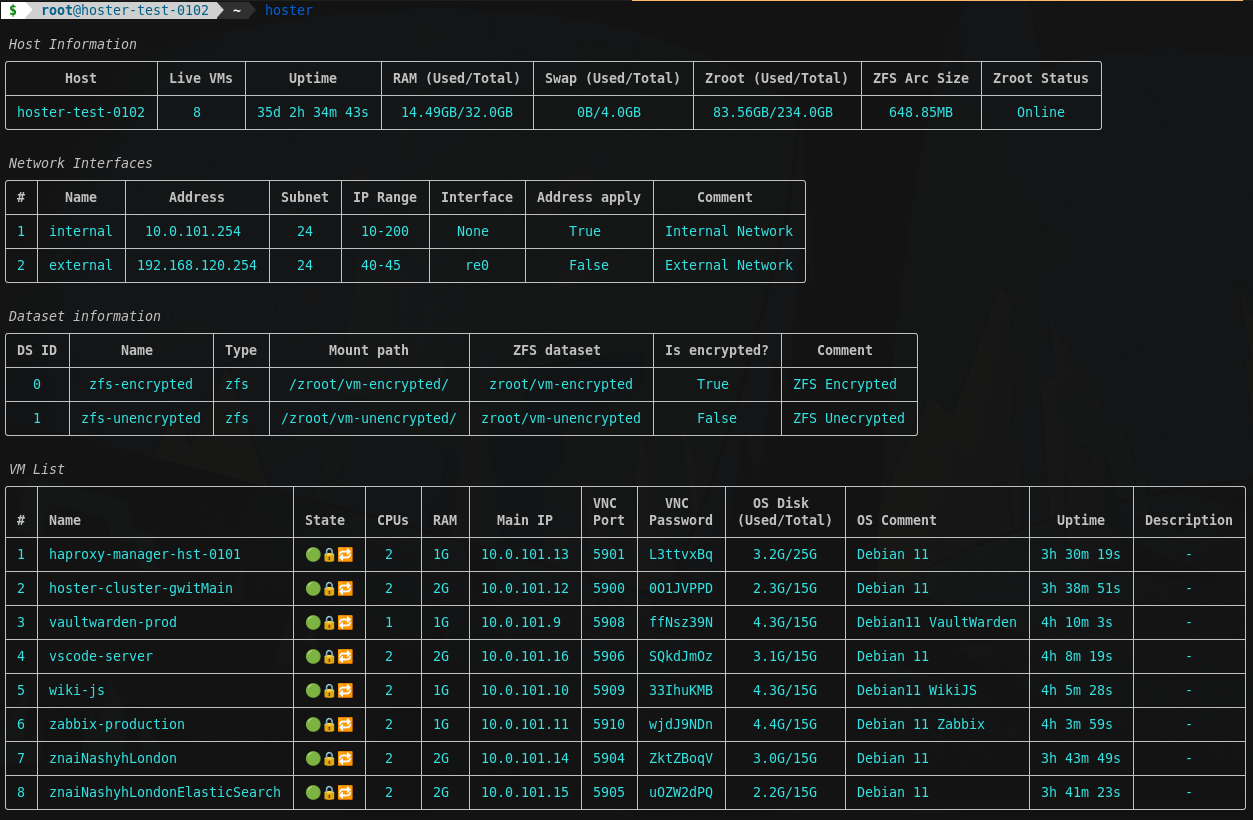 $ root@hoster-test-0102 ~ hoster
Host Information
Host Live VMs Uptime RAM (Used/Total) Swap (Used/Total) Zroot (Used/Total) ZFS Arc Size Zroot Status
hoster-test-0102 8 35d 2h 34m 43s 14.49GB/32.0GB 0B/4.0GB 83.56GB/234.0GB 648.85MB Online
Network Interfaces
# Name Address Subnet IP Range Interface Address apply Comment
1 internal 10.0.101.254 24 10-200 None True Internal Network
2 external 192.168.120.254 24 40-45 re0 False External Network
Dataset information
DS ID Name Type Mount path ZFS dataset Is encrypted? Comment
0 zfs-encrypted zfs /zroot/vm-encrypted/ zroot/vm-encrypted True ZFS Encrypted
1 zfs-unencrypted zfs /zroot/vm-unencrypted/ zroot/vm-unencrypted False ZFS Unecrypted
VM List
VNC VNC OS Disk
# Name State CPUs RAM Main IP Port Password (Used/Total) OS Comment Uptime Description
1 haproxy-manager-hst-0101 🟢🔒🔁 2 1G 10.0.101.13 5901 L3ttvxBq 3.2G/25G Debian 11 3h 30m 19s -
2 hoster-cluster-gwitMain 🟢🔒🔁 2 2G 10.0.101.12 5900 0O1JVPPD 2.3G/15G Debian 11 3h 38m 51s -
3 vaultwarden-prod 🟢🔒🔁 1 1G 10.0.101.9 5908 ffNsz39N 4.3G/15G Debian11 VaultWarden 4h 10m 3s -
4 vscode-server 🟢🔒🔁 2 2G 10.0.101.16 5906 SQkdJmOz 3.1G/15G Debian 11 4h 8m 19s -
5 wiki-js 🟢🔒🔁 2 1G 10.0.101.10 5909 33IhuKMB 4.3G/15G Debian11 WikiJS 4h 5m 28s -
6 zabbix-production 🟢🔒🔁 2 1G 10.0.101.11 5910 wjdJ9NDn 4.4G/15G Debian 11 Zabbix 4h 3m 59s -
7 znaiNashyhLondon 🟢🔒🔁 2 2G 10.0.101.14 5904 ZktZBoqV 3.0G/15G Debian 11 3h 43m 49s -
8 znaiNashyhLondonElasticSearch 🟢🔒🔁 2 2G 10.0.101.15 5905 uOZW2dPQ 2.2G/15G Debian 11 3h 41m 23s -